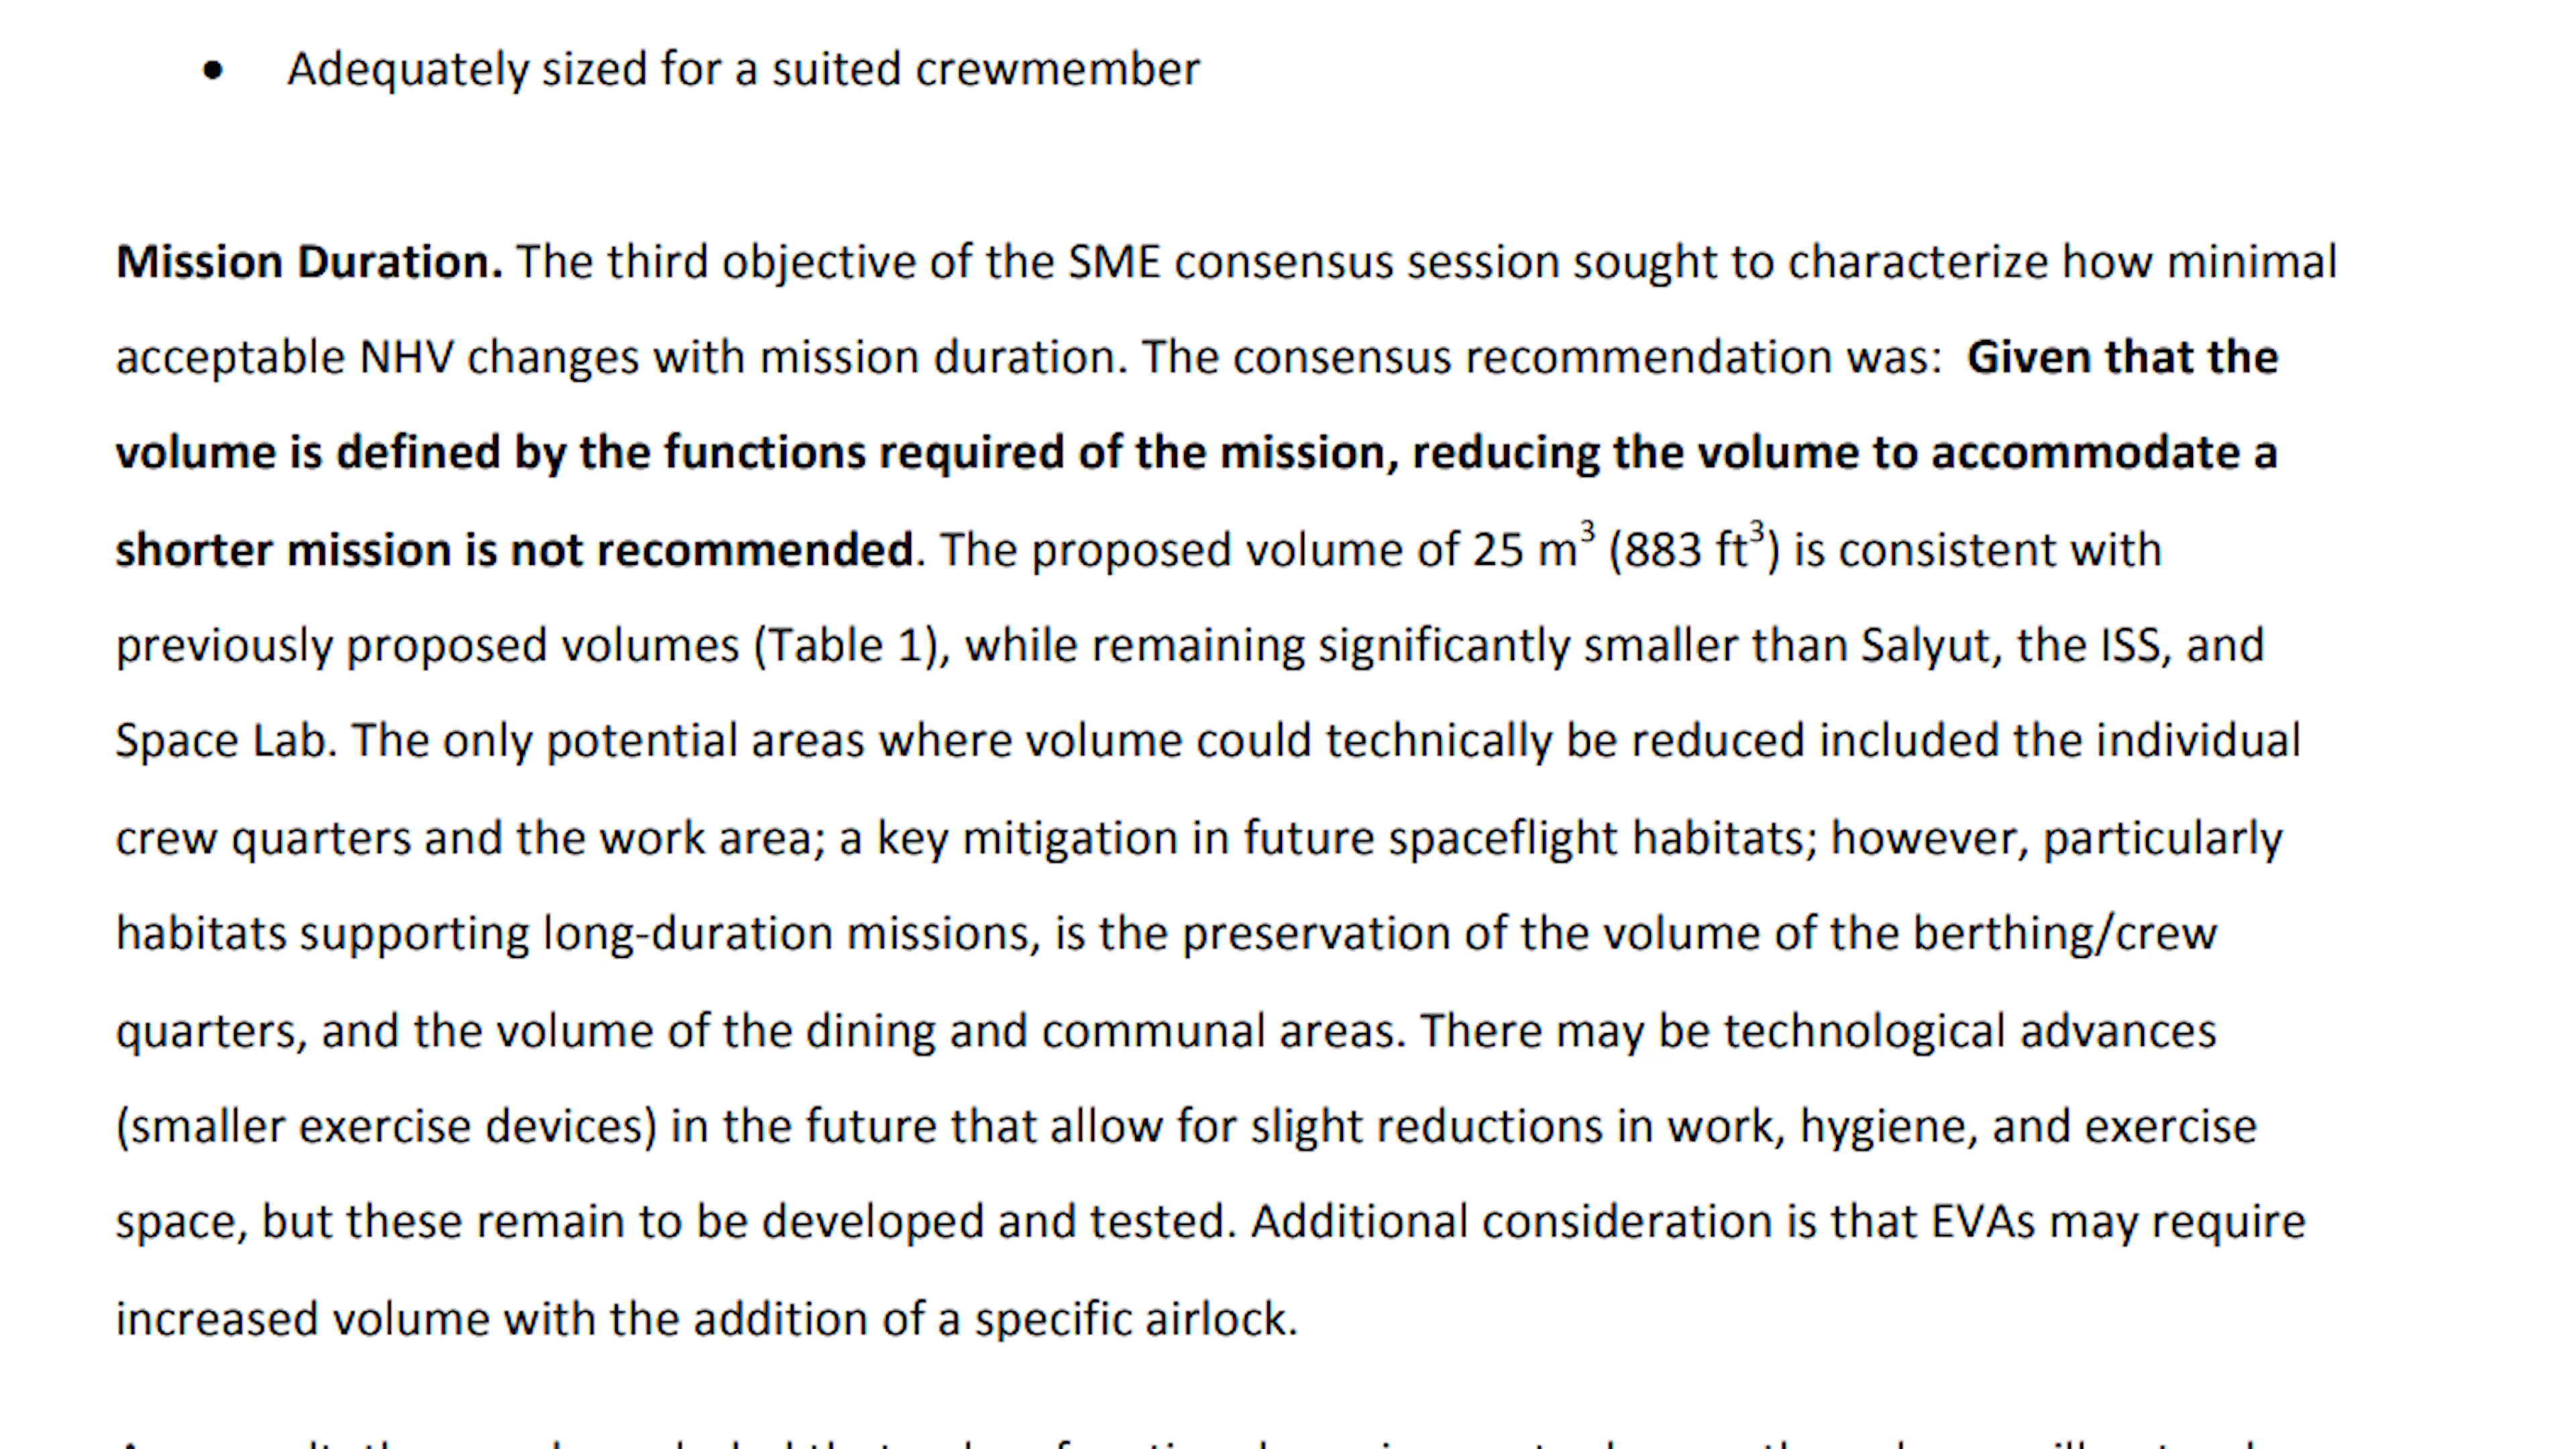 • Adequately sized for a suited crewmember
Mission Duration. The third objective of the SME consensus session sought to characterize how minimal
acceptable NHV changes with mission duration. The consensus recommendation was:  Given that the
volume is defined by the functions required of the mission, reducing the volume to accommodate a
shorter mission is not recommended. The proposed volume of 25 m³ (883 ft³) is consistent with
previously proposed volumes (Table 1), while remaining significantly smaller than Salyut, the ISS, and
Space Lab. The only potential areas where volume could technically be reduced included the individual
crew quarters and the work area; a key mitigation in future spaceflight habitats; however, particularly
habitats supporting long-duration missions, is the preservation of the volume of the berthing/crew
quarters, and the volume of the dining and communal areas. There may be technological advances
(smaller exercise devices) in the future that allow for slight reductions in work, hygiene, and exercise
space, but these remain to be developed and tested. Additional consideration is that EVAs may require
increased volume with the addition of a specific airlock.